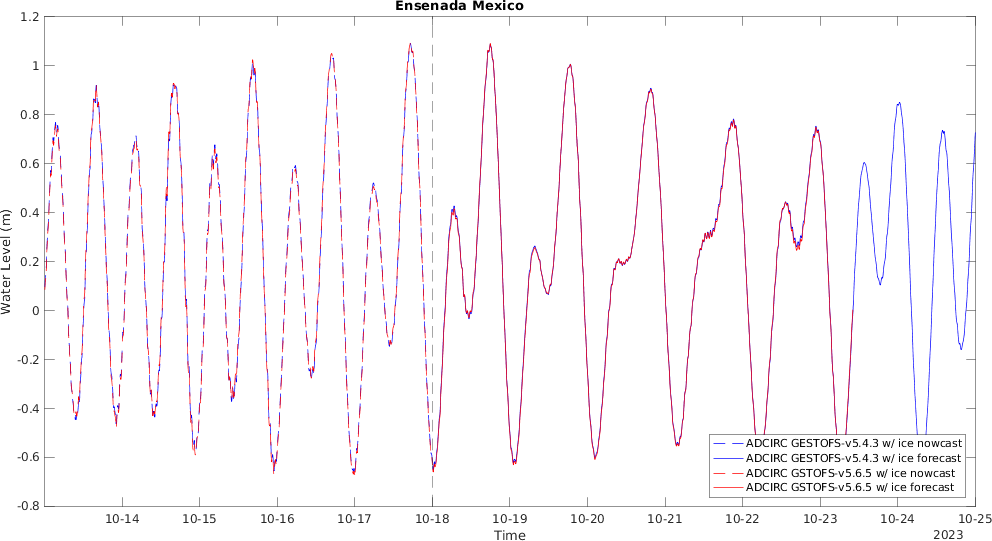 Ensenada Mexico
1.2
1
0.8
0.6
0.4
0.2
0
-0.2
-0.4
-0.6
-0.8
Water Level (m)
ADCIRC GESTOFS-v5.4.3 w/ ice nowcast
ADCIRC GESTOFS-v5.4.3 w/ ice forecast
ADCIRC GSTOFS-v5.6.5 w/ ice nowcast
ADCIRC GSTOFS-v5.6.5 w/ ice forecast
10-14 10-15 10-16 10-17 10-18 10-19 10-20 10-21 10-22 10-23 10-24 10-25
Time 2023